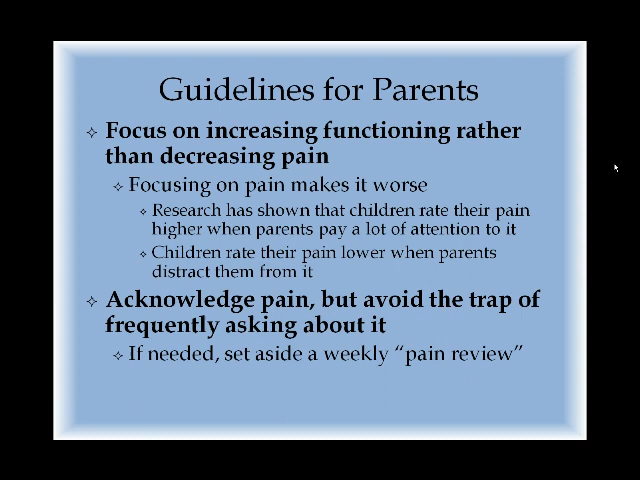 Guidelines for Parents
Focus on increasing functioning rather
than decreasing pain
Focusing on pain makes it worse
Research has shown that children rate their pain
higher when parents pay a lot of attention to it
Children rate their pain lower when parents
distract them from it
Acknowledge pain, but avoid the trap of
frequently asking about it
If needed, set aside a weekly “pain review”